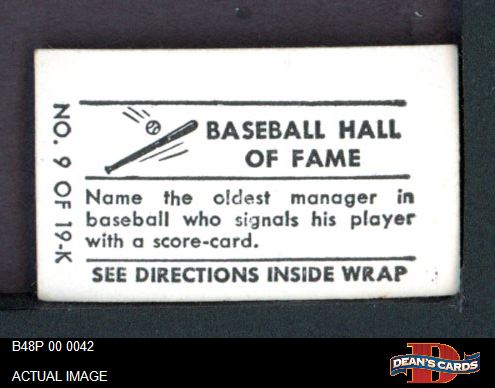 NO. 9 OF 19-K
BASEBALL HALL
OF FAME
Name the oldest manager in
baseball who signals his player
with a score-card.
SEE DIRECTIONS INSIDE WRAP
B48P 00 0042
ACTUAL IMAGE
D
DEAN'S CARDS